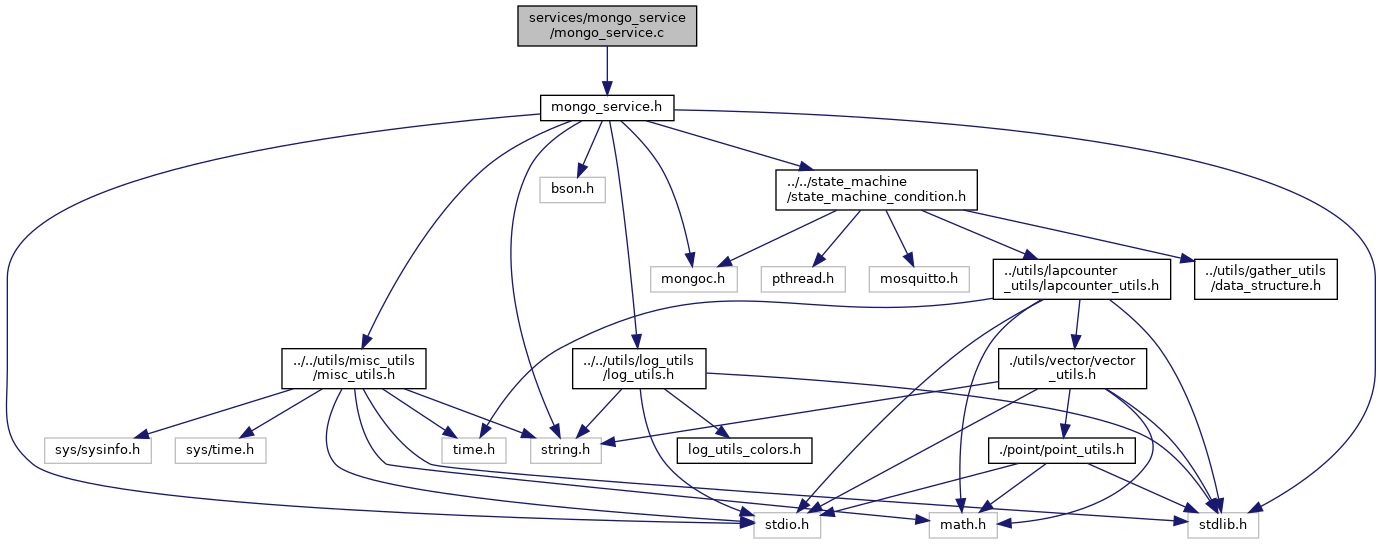 services/mongo_service
/mongo_service.c
mongo_service.h
bson.h
../../state_machine
/state_machine_condition.h
mongoc.h
pthread.h
mosquitto.h
../utils/lapcounter
_utils/lapcounter_utils.h
../utils/gather_utils
/data_structure.h
../../utils/misc_utils
/misc_utils.h
../../utils/log_utils
/log_utils.h
./utils/vector/vector
_utils.h
sys/sysinfo.h
sys/time.h
time.h
string.h
log_utils_colors.h
./point/point_utils.h
stdio.h
math.h
stdlib.h